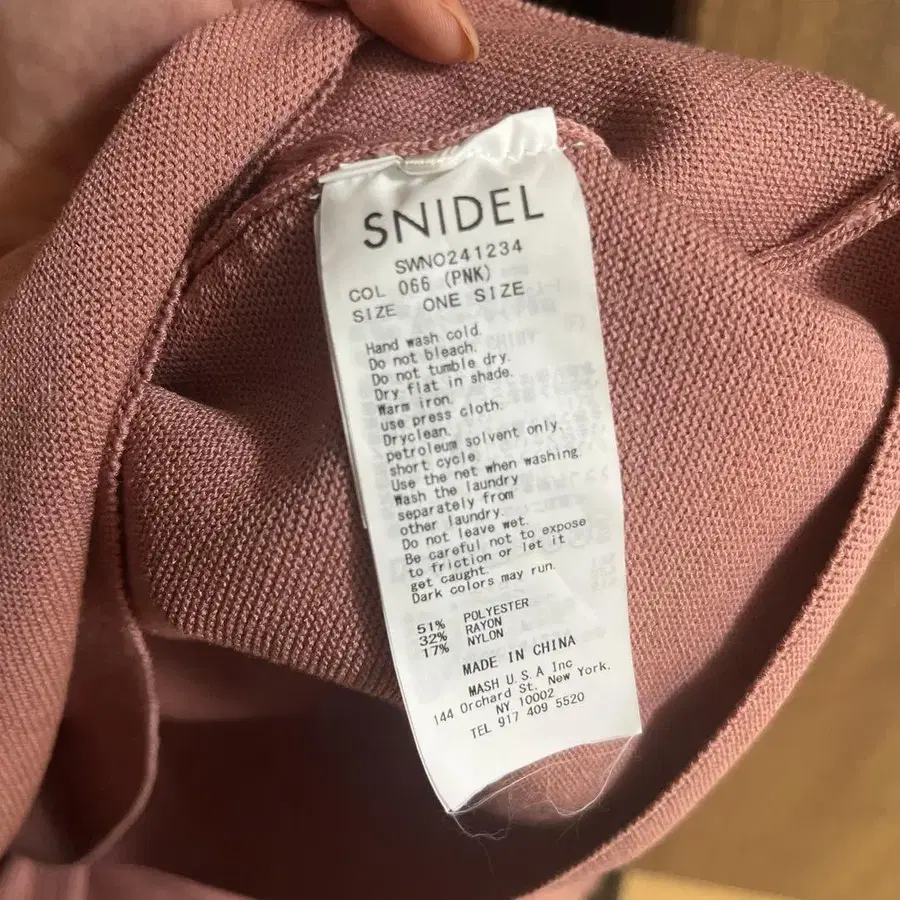 SNIDEL
SWNO241234
COL 066 (PNK)
SIZE ONE SIZE
Hand wash cold.
Do not bleach.
Do not tumble dry.
Dry flat in shade.
Warm iron.
use press cloth.
Dryclean.
petroleum solvent only.
short cycle.
Use the net when washing.
Wash the laundry
separately from
other laundry.
Do not leave wet.
Be careful not to expose
to friction or let it
get caught.
Dark colors may run.
51% POLYESTER
32% RAYON
17% NYLON
MADE IN CHINA
MASH U.S.A Inc
144 Orchard St. New York.
NY 10002
TEL 917 409 5520